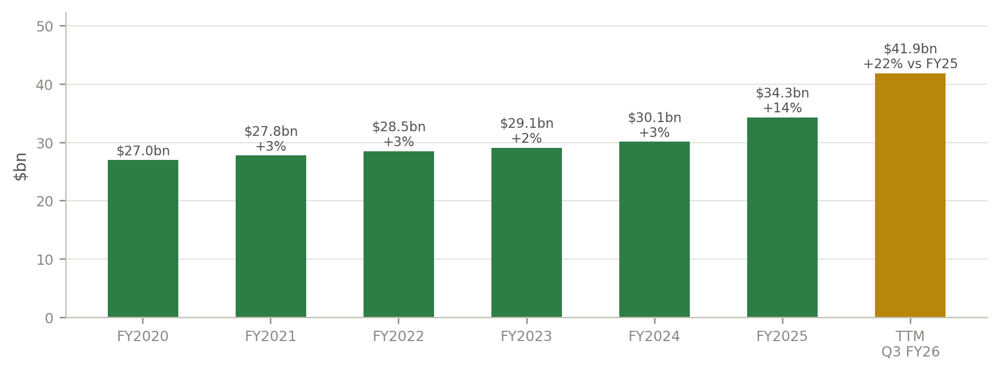 $bn
50
40
30
20
10
0
$27.0bn
$27.8bn
+3%
$28.5bn
+3%
$29.1bn
+2%
$30.1bn
+3%
$34.3bn
+14%
$41.9bn
+22% vs FY25
FY2020
FY2021
FY2022
FY2023
FY2024
FY2025
TTM
Q3 FY26